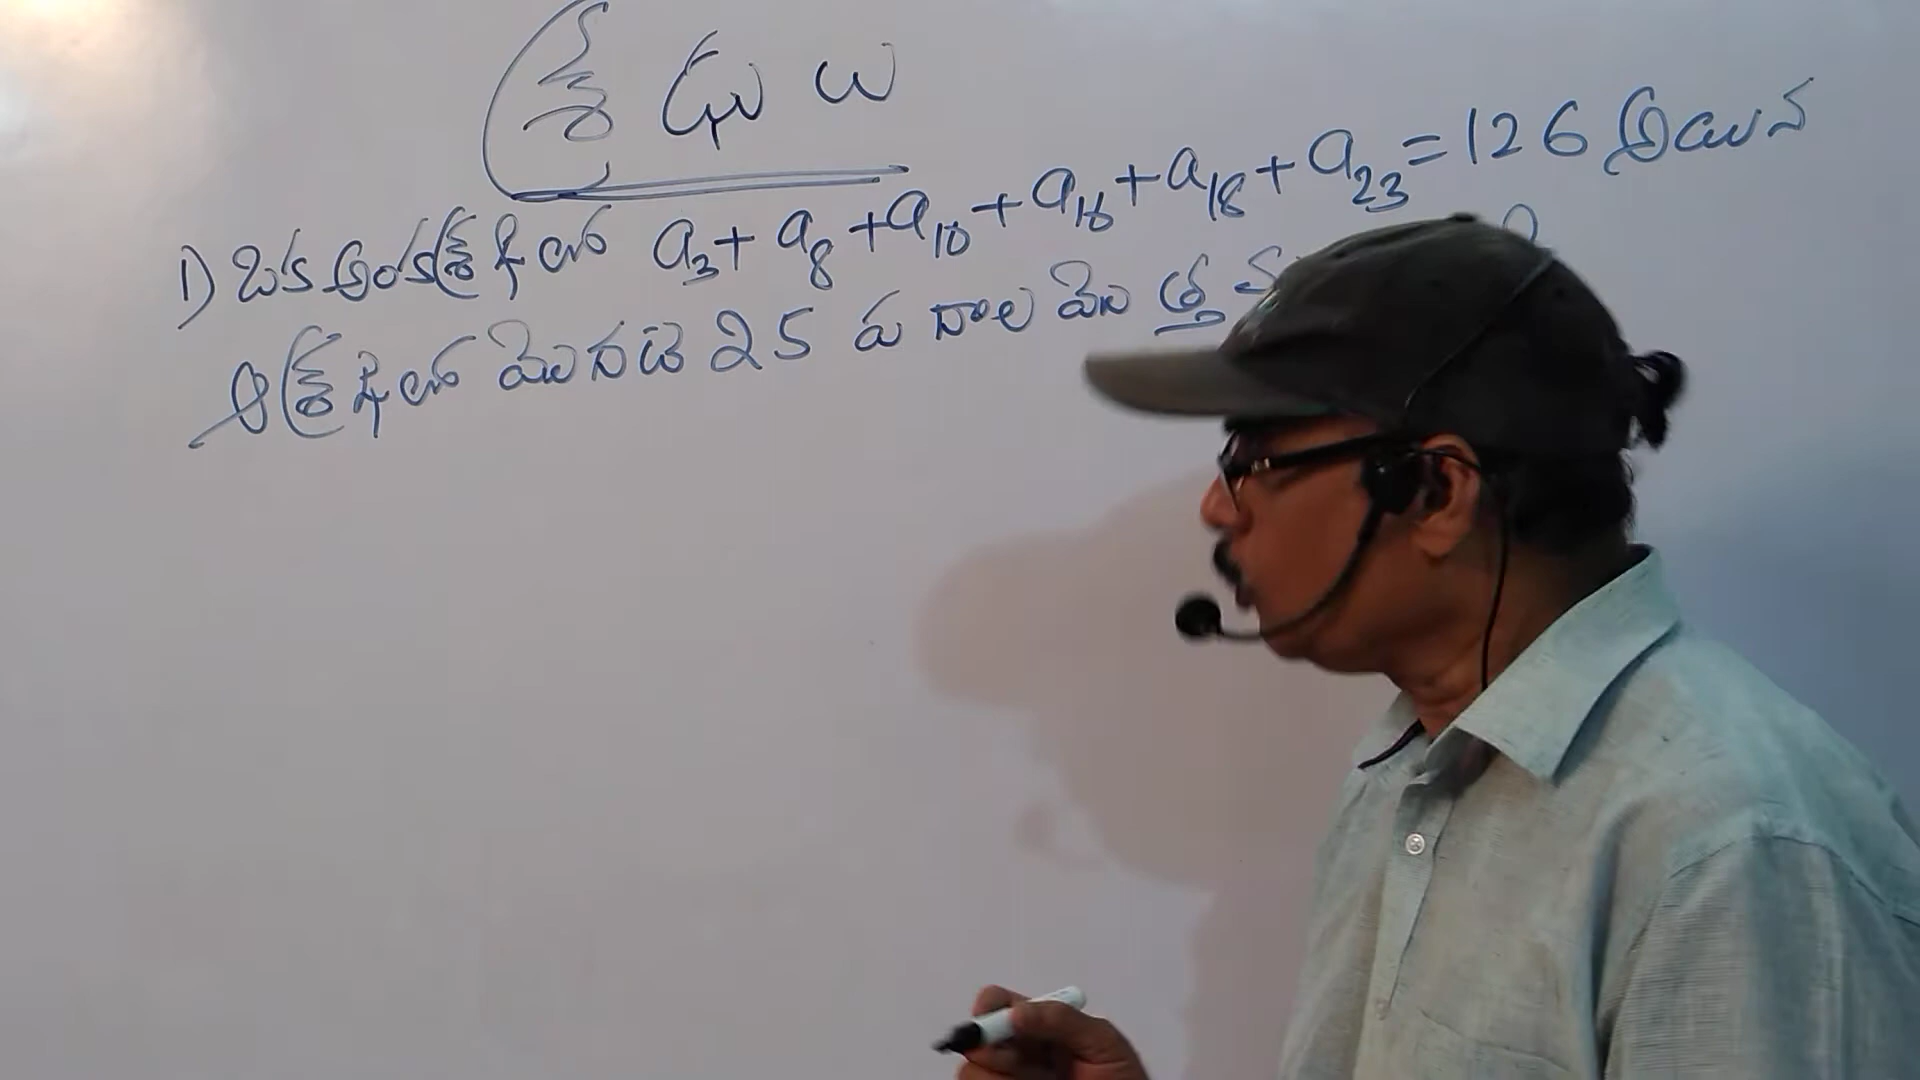 శ్రేఢులు
1) ఒక అంకశ్రేఢిలో a₃+ a₈ +a₁₀+a₁₆+a₁₈+a₂₃=126 అయిన
ఆ శ్రేఢిలో మొదటి 25 పదాల మొత్త